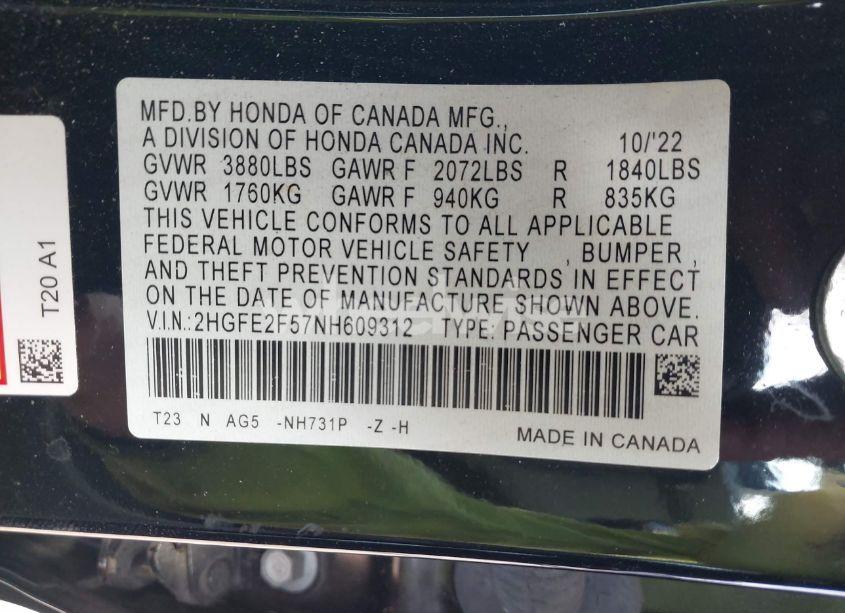 MFD.BY HONDA OF CANADA MFG.,
A DIVISION OF HONDA CANADA INC. 10/'22
GVWR 3880LBS GAWR F 2072LBS R 1840LBS
GVWR 1760KG GAWR F 940KG R 835KG
THIS VEHICLE CONFORMS TO ALL APPLICABLE
FEDERAL MOTOR VEHICLE SAFETY , BUMPER ,
AND THEFT PREVENTION STANDARDS IN EFFECT
ON THE DATE OF MANUFACTURE SHOWN ABOVE.
V.I.N.:2HGFE2F57NH609312 TYPE: PASSENGER CAR
T23 N AG5 -NH731P -Z -H
MADE IN CANADA
T20 A1